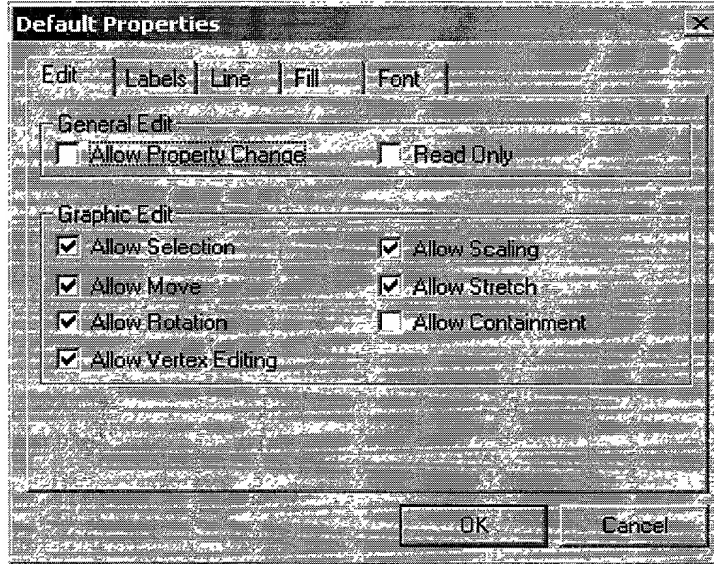 Default Properties
Edit Labels Line Fill Font
General Edit
Allow Property Change Read Only
Graphic Edit
Allow Selection Allow Scaling
Allow Move Allow Stretch
Allow Rotation Allow Containment
Allow Vertex Editing
OK Cancel